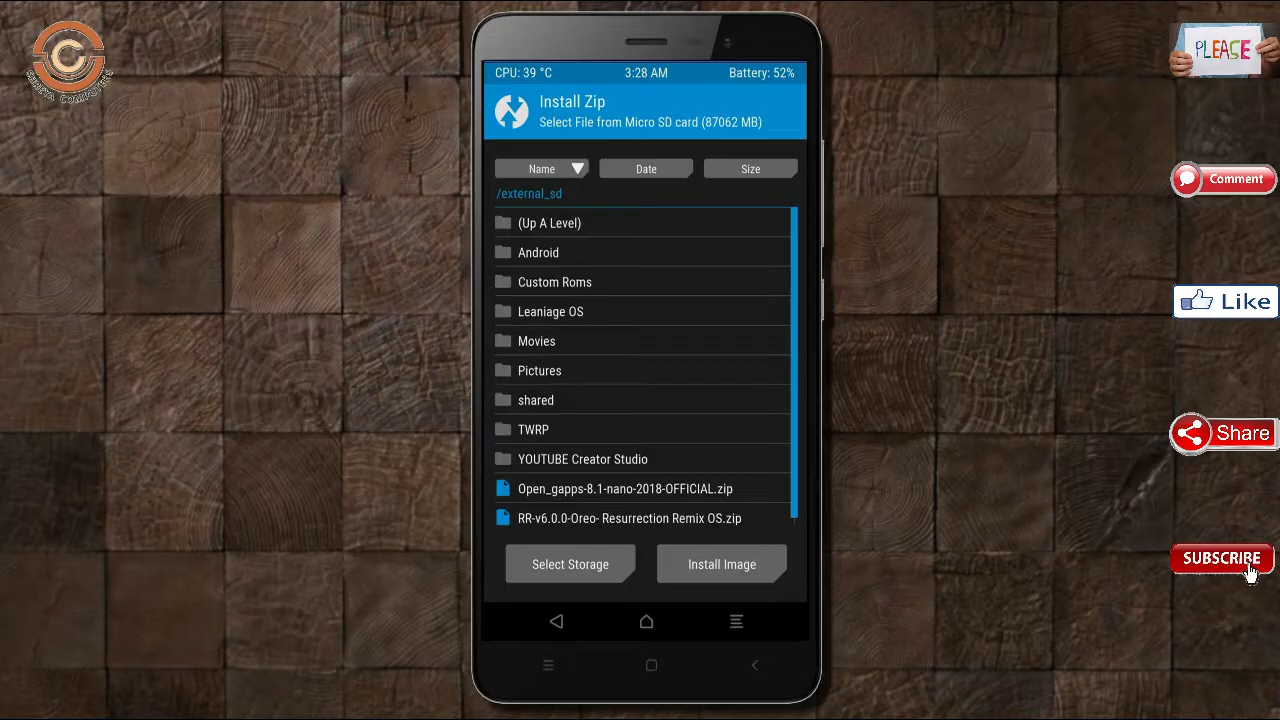 CPU: 39 °C 3:28 AM Battery: 52%
Install Zip
Select File from Micro SD card (87062 MB)
Name Date Size
/external_sd
(Up A Level)
Android
Custom Roms
Leaniage OS
Movies
Pictures
shared
TWRP
YOUTUBE Creator Studio
Open_gapps-8.1-nano-2018-OFFICIAL.zip
RR-v6.0.0-Oreo- Resurrection Remix OS.zip
Select Storage Install Image
SHREYA COMPUTERS
PLEASE
Comment
Like
Share
SUBSCRIBE